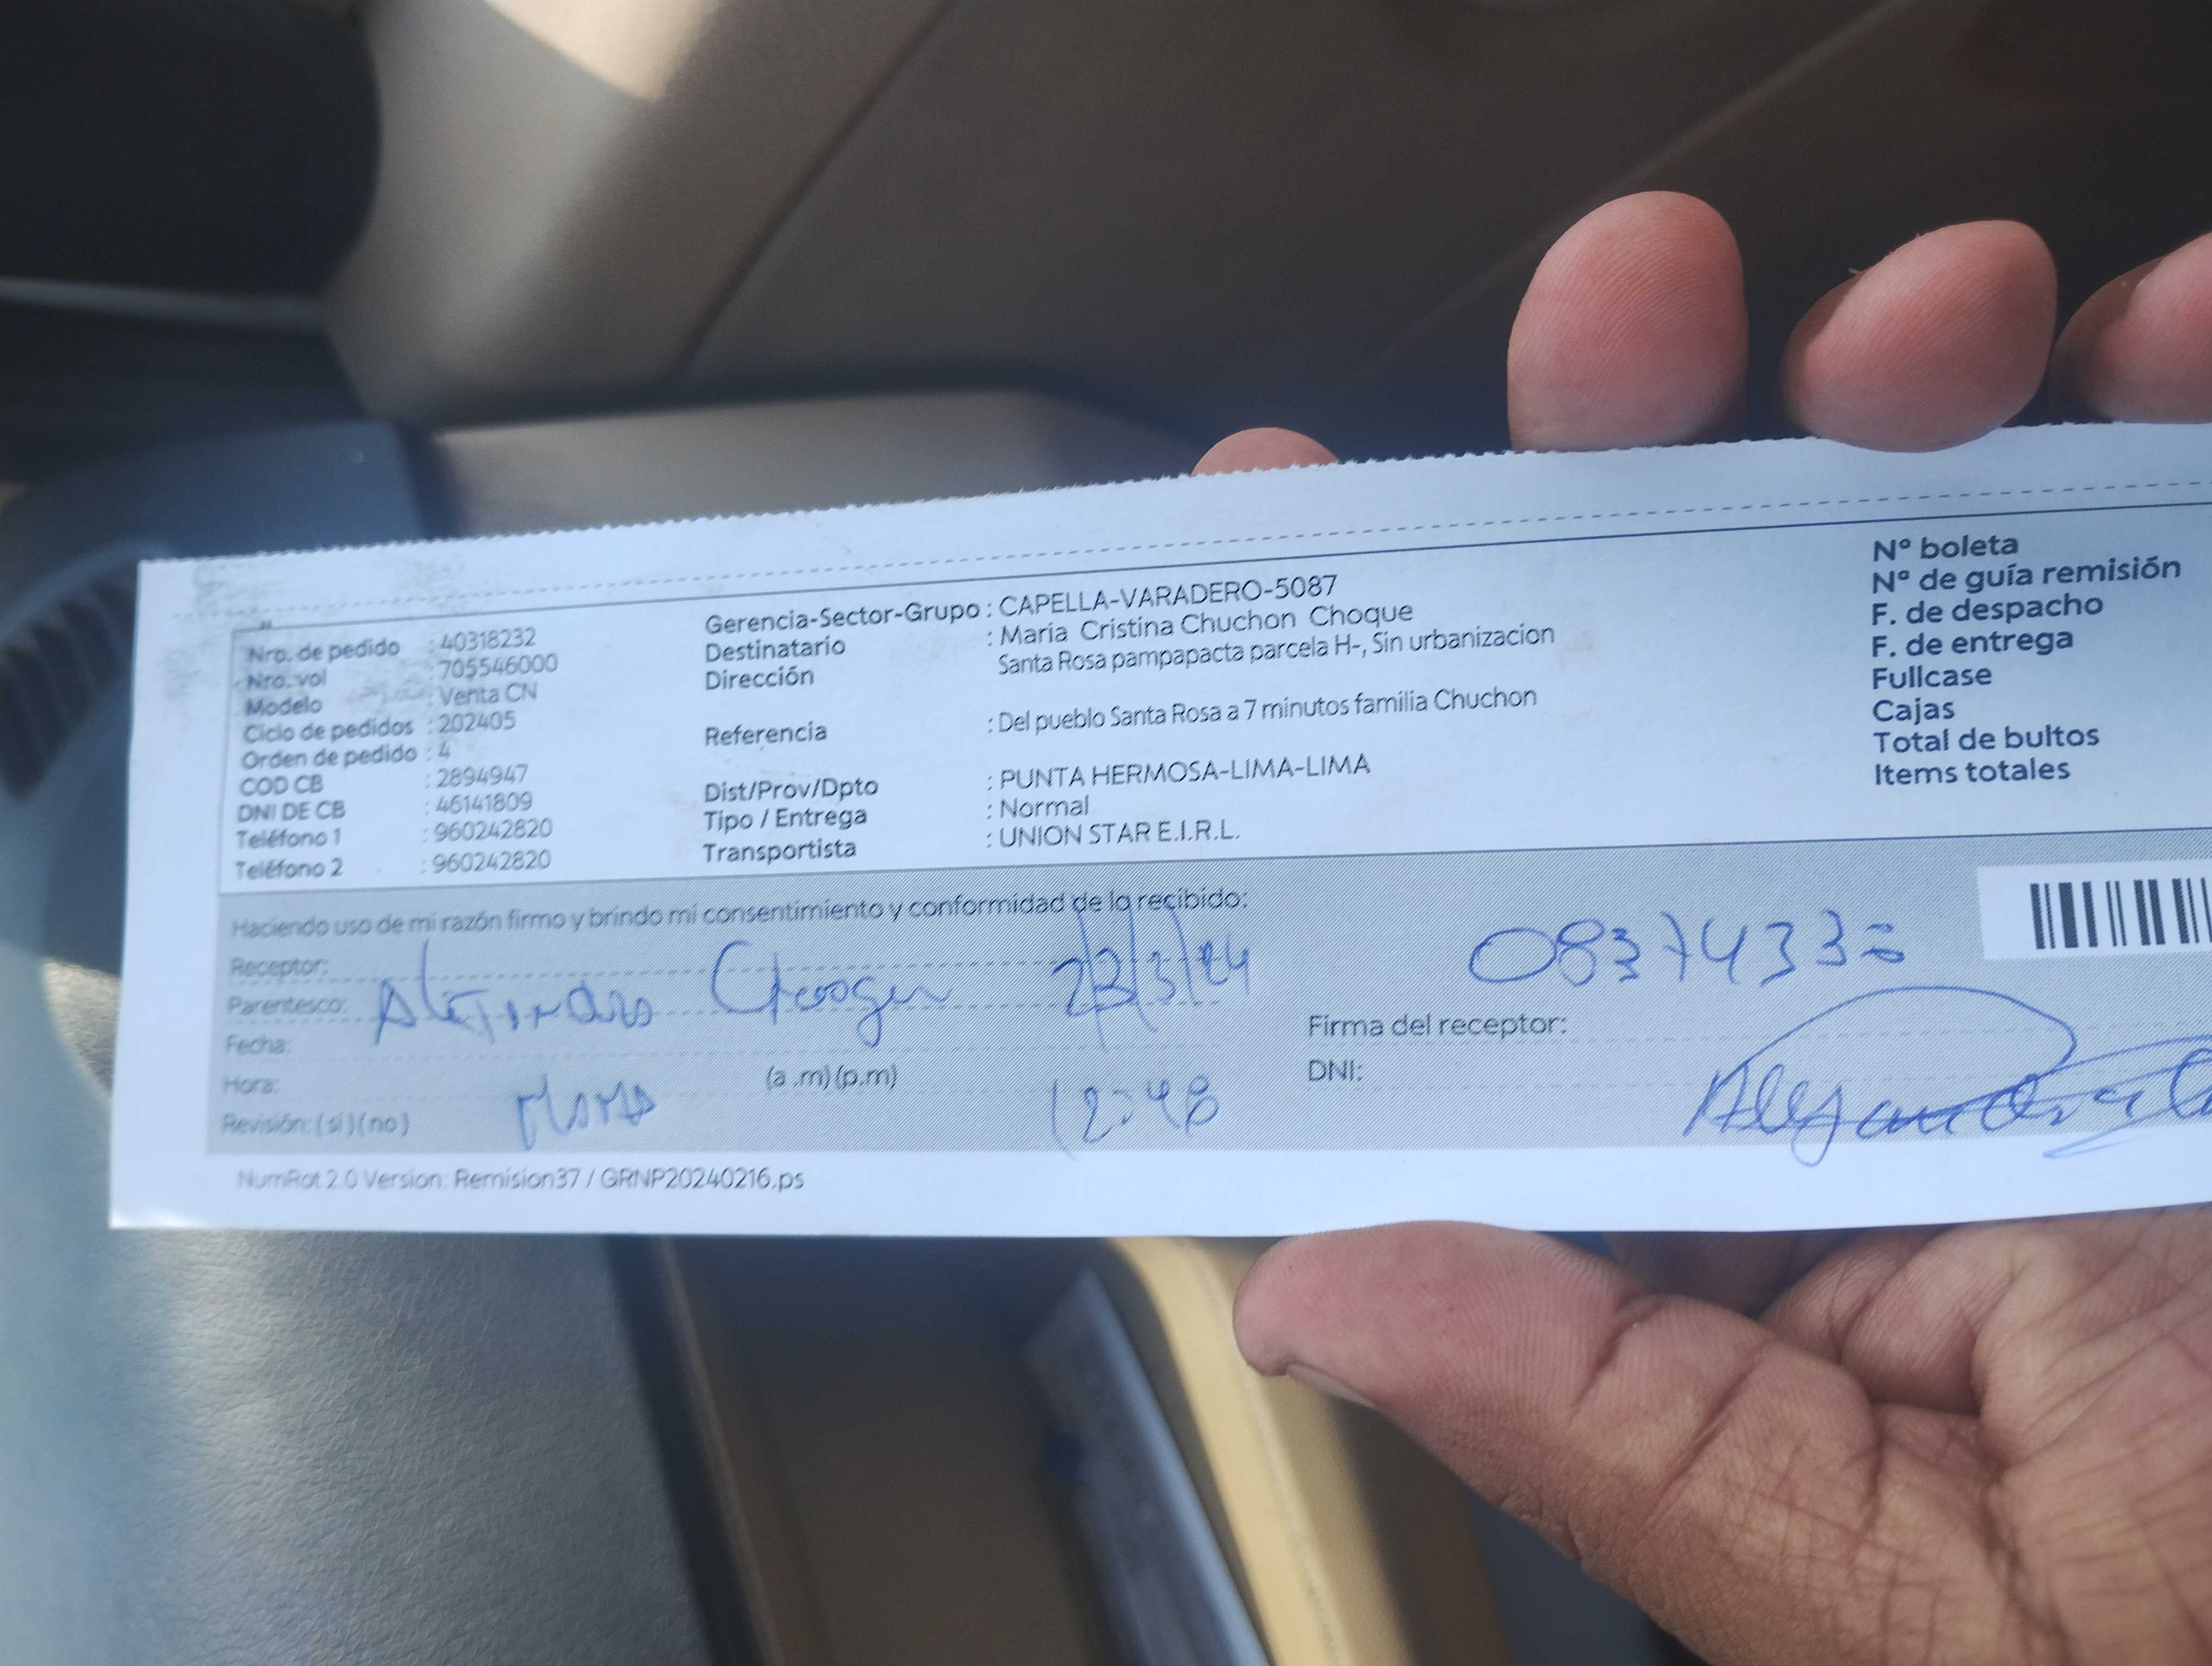 Nro. de pedido : 40318232
Nro. vol : 705546000
Modelo : Venta CN
Ciclo de pedidos : 202405
Orden de pedido : 4
COD CB : 2894947
DNI DE CB : 46141809
Teléfono 1 : 960242820
Teléfono 2 : 960242820
Gerencia-Sector-Grupo : CAPELLA-VARADERO-5087
Destinatario : Maria Cristina Chuchon Choque
Dirección Santa Rosa pampapacta parcela H-, Sin urbanizacion
Referencia : Del pueblo Santa Rosa a 7 minutos familia Chuchon
Dist/Prov/Dpto : PUNTA HERMOSA-LIMA-LIMA
Tipo / Entrega : Normal
Transportista : UNION STAR E.I.R.L.
N° boleta
N° de guía remisión
F. de despacho
F. de entrega
Fullcase
Cajas
Total de bultos
Items totales
Haciendo uso de mi razón firmo y brindo mi consentimiento y conformidad de lo recibido:
Receptor:
Parentesco:
Fecha:
Hora: (a .m) (p.m)
Revisión: ( si ) ( no )
Alejandro 23/3/24
12:48
Firma del receptor:
DNI:
NumRot 2.0 Version: Remision37 / GRNP20240216.ps